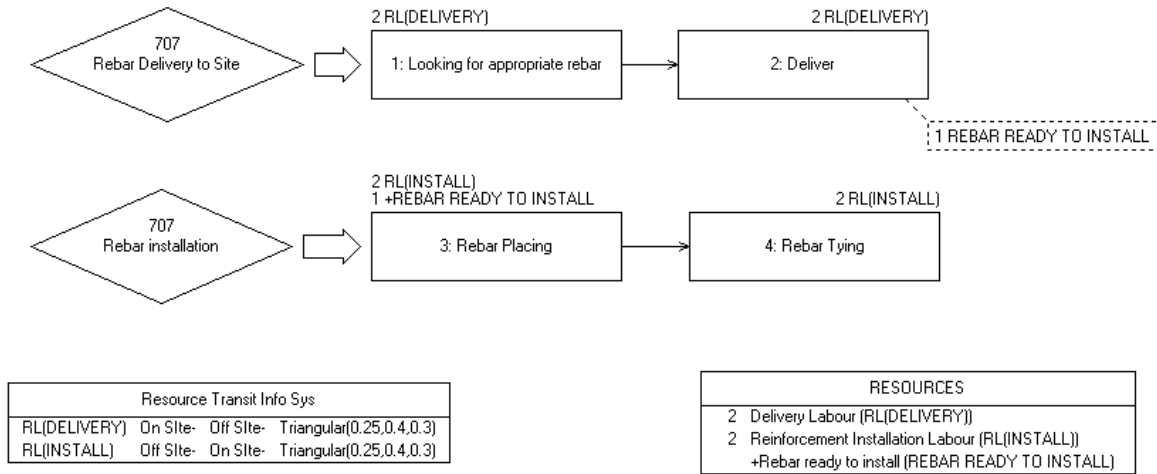 707
Rebar Delivery to Site
2 RL(DELIVERY)
1: Looking for appropriate rebar
2 RL(DELIVERY)
2: Deliver
1 REBAR READY TO INSTALL
707
Rebar installation
2 RL(INSTALL)
1 +REBAR READY TO INSTALL
3: Rebar Placing
2 RL(INSTALL)
4: Rebar Tying
Resource Transit Info Sys
RL(DELIVERY) On SIte- Off SIte- Triangular(0.25,0.4,0.3)
RL(INSTALL) Off SIte- On SIte- Triangular(0.25,0.4,0.3)
RESOURCES
2 Delivery Labour (RL(DELIVERY))
2 Reinforcement Installation Labour (RL(INSTALL))
+Rebar ready to install (REBAR READY TO INSTALL)